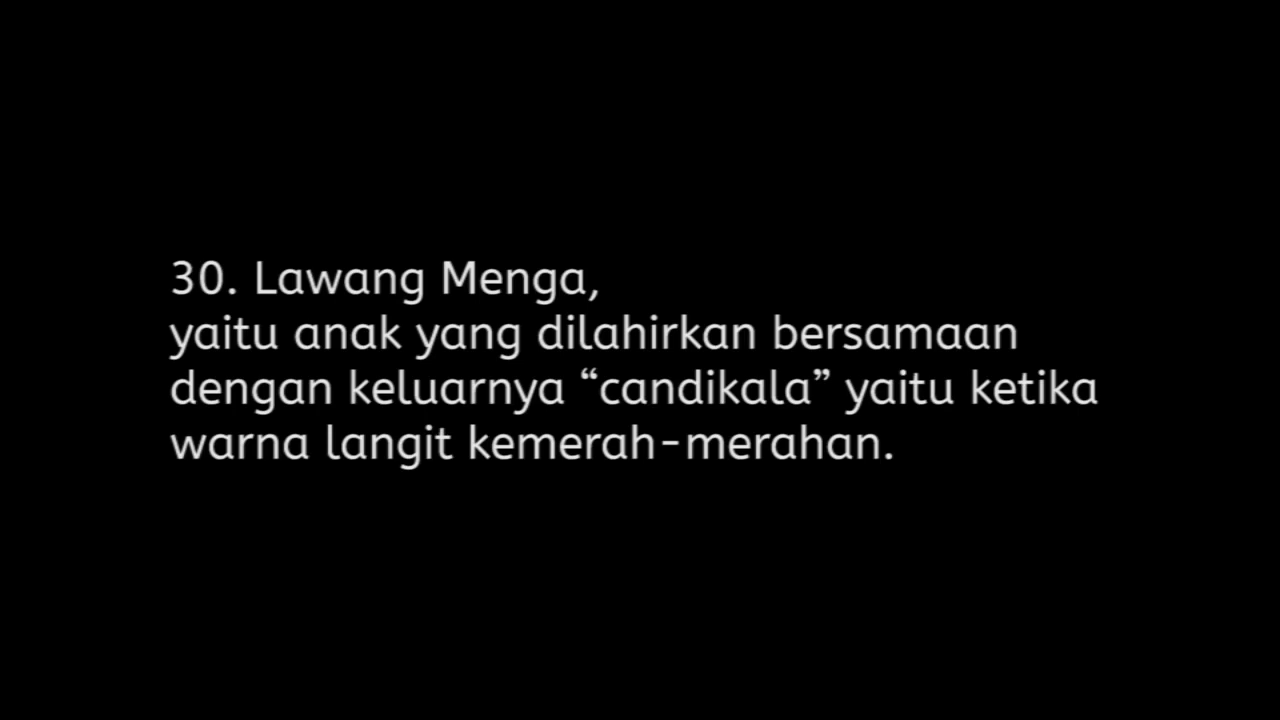 30. Lawang Menga,
yaitu anak yang dilahirkan bersamaan
dengan keluarnya “candikala” yaitu ketika
warna langit kemerah-merahan.